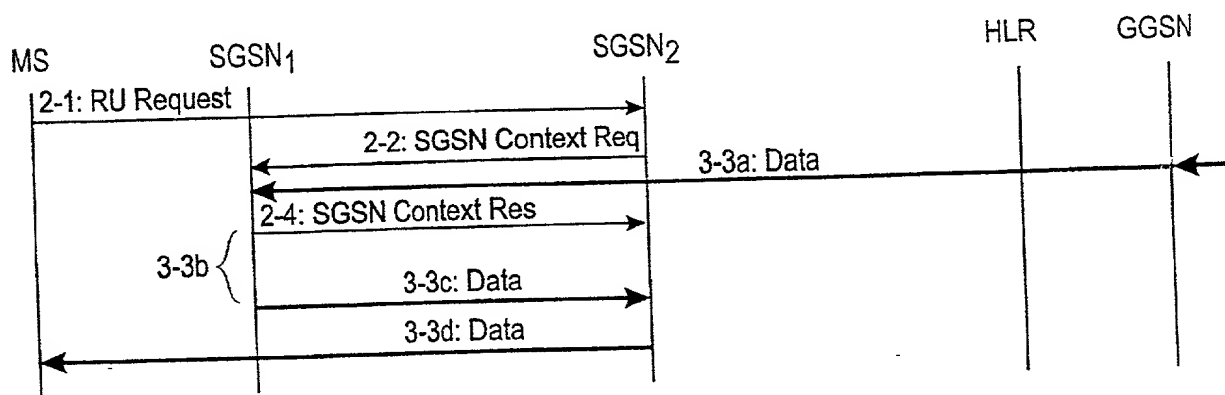 MS SGSN1 SGSN2 HLR GGSN
2-1: RU Request
2-2: SGSN Context Req
3-3a: Data
2-4: SGSN Context Res
3-3b
3-3c: Data
3-3d: Data